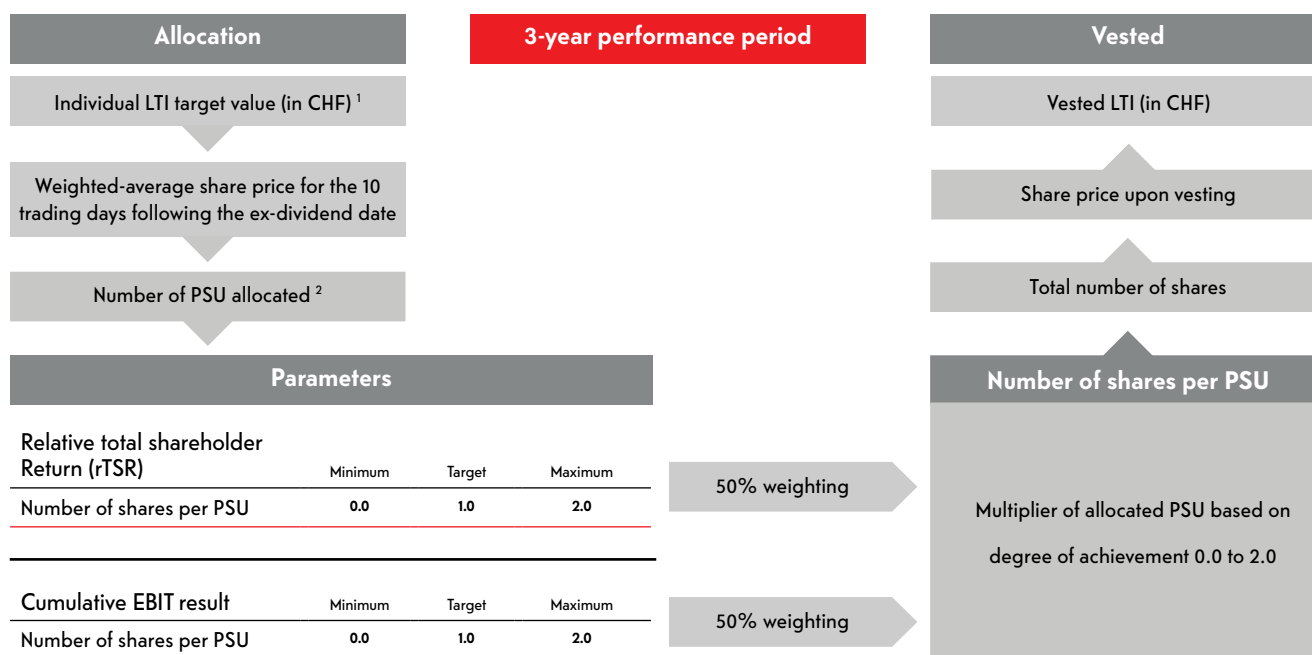 Allocation
3-year performance period
Vested
Individual LTI target value (in CHF) 1
Vested LTI (in CHF)
Weighted-average share price for the 10
trading days following the ex-dividend date
Share price upon vesting
Number of PSU allocated 2
Total number of shares
Parameters
Number of shares per PSU
Relative total shareholder
Return (rTSR) Minimum Target Maximum
Number of shares per PSU 0.0 1.0 2.0
50% weighting
Multiplier of allocated PSU based on
degree of achievement 0.0 to 2.0
Cumulative EBIT result Minimum Target Maximum
Number of shares per PSU 0.0 1.0 2.0
50% weighting